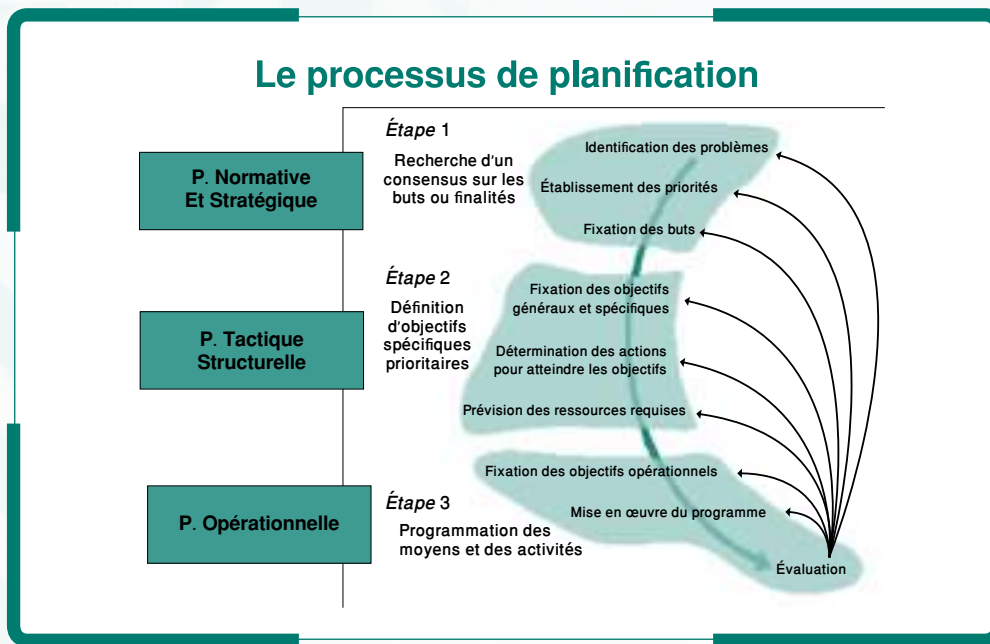 Le processus de planification
P. Normative
Et Stratégique
Étape 1
Recherche d'un
consensus sur les
buts ou finalités
Identification des problèmes
Établissement des priorités
Fixation des buts
P. Tactique
Structurelle
Étape 2
Définition
d'objectifs
spécifiques
prioritaires
Fixation des objectifs
généraux et spécifiques
Détermination des actions
pour atteindre les objectifs
Prévision des ressources requises
P. Opérationnelle
Étape 3
Programmation des
moyens et des activités
Fixation des objectifs opérationnels
Mise en œuvre du programme
Évaluation